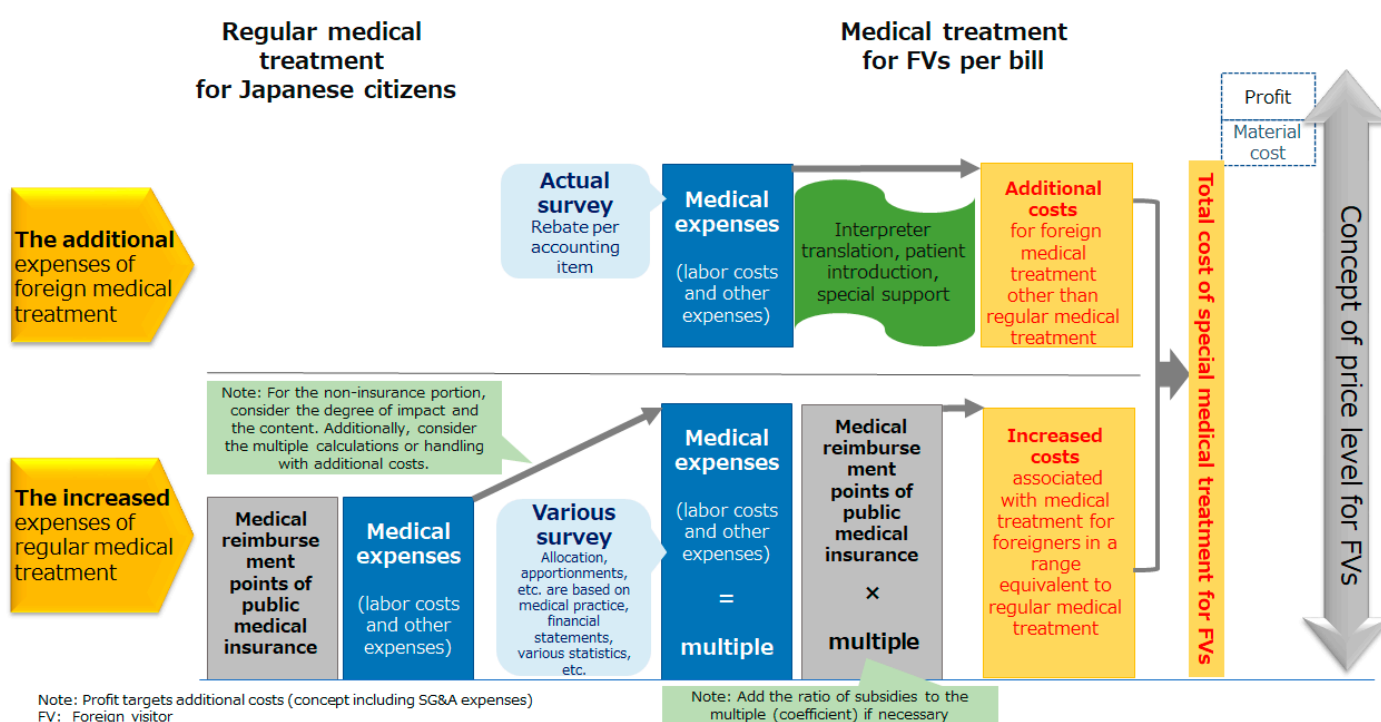 Regular medical
treatment
for Japanese citizens
Medical treatment
for FVs per bill
Profit
Material
cost
The additional
expenses of
foreign medical
treatment
Actual
survey
Rebate per
accounting
item
Medical
expenses
(labor costs
and other
expenses)
Interpreter
translation, patient
introduction,
special support
Additional
costs
for foreign
medical
treatment
other than
regular medical
treatment
Total cost of special medical treatment for FVs
Concept of price level for FVs
Note: For the non-insurance portion,
consider the degree of impact and
the content. Additionally, consider
the multiple calculations or handling
with additional costs.
The increased
expenses of
regular medical
treatment
Medical
reimburse
ment
points of
public
medical
insurance
Medical
expenses
(labor costs
and other
expenses)
Various
survey
Allocation,
apportionments,
etc. are based on
medical practice,
financial
statements,
various statistics,
etc.
Medical
expenses
(labor costs
and other
expenses)
=
multiple
Medical
reimburse
ment
points of
public
medical
insurance
×
multiple
Increased
costs
associated
with medical
treatment for
foreigners in a
range
equivalent to
regular medical
treatment
Note: Profit targets additional costs (concept including SG&A expenses)
FV: Foreign visitor
Note: Add the ratio of subsidies to the
multiple (coefficient) if necessary